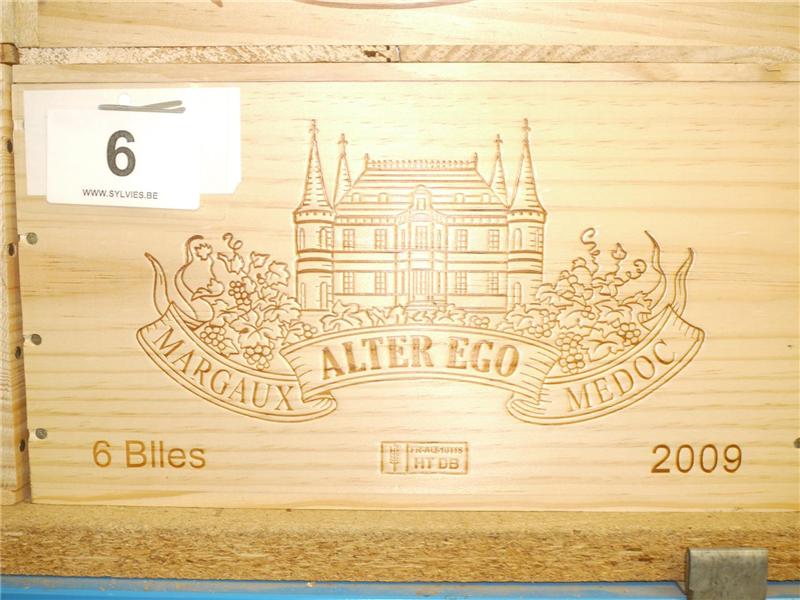 6
WWW.SYLVIES.BE
MARGAUX
ALTER EGO
MEDOC
6 Blles
HT DB
2009